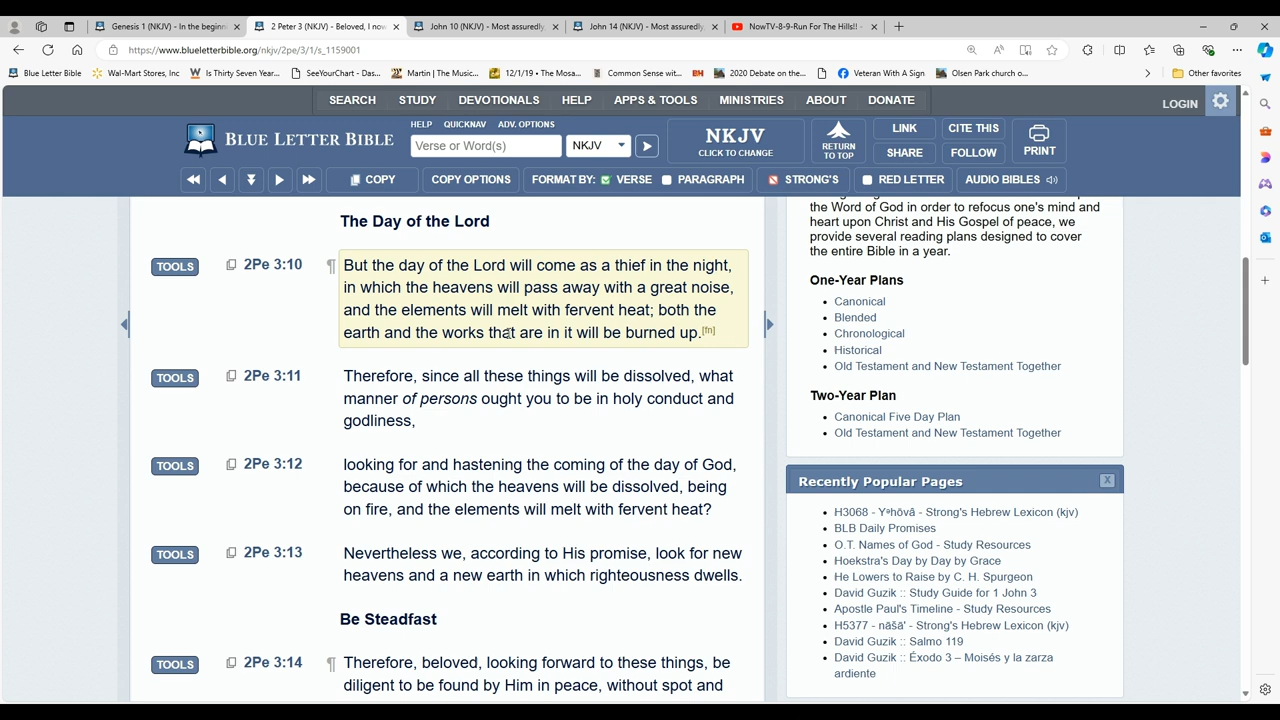 Genesis 1 (NKJV) - In the beginn
2 Peter 3 (NKJV) - Beloved, I now
John 10 (NKJV) - Most assuredly,
John 14 (NKJV) - Most assuredly
NowTV-8-9-Run For The Hills!! -
https://www.blueletterbible.org/nkjv/2pe/3/1/s_1159001
Blue Letter Bible
Wal-Mart Stores, Inc
Is Thirty Seven Year...
SeeYourChart - Das...
Martin | The Music...
12/1/19 • The Mosa...
Common Sense wit...
2020 Debate on the...
Veteran With A Sign
Olsen Park church o...
Other favorites
SEARCH STUDY DEVOTIONALS HELP APPS & TOOLS MINISTRIES ABOUT DONATE
LOGIN
BLUE LETTER BIBLE
HELP QUICKNAV ADV. OPTIONS
Verse or Word(s)
NKJV
NKJV
CLICK TO CHANGE
RETURN
TO TOP
LINK
CITE THIS
SHARE
FOLLOW
PRINT
COPY
COPY OPTIONS
FORMAT BY: VERSE PARAGRAPH
STRONG'S
RED LETTER
AUDIO BIBLES
The Day of the Lord
TOOLS
2Pe 3:10
¶ But the day of the Lord will come as a thief in the night,
in which the heavens will pass away with a great noise,
and the elements will melt with fervent heat; both the
earth and the works that are in it will be burned up.[fn]
TOOLS
2Pe 3:11
Therefore, since all these things will be dissolved, what
manner of persons ought you to be in holy conduct and
godliness,
TOOLS
2Pe 3:12
looking for and hastening the coming of the day of God,
because of which the heavens will be dissolved, being
on fire, and the elements will melt with fervent heat?
TOOLS
2Pe 3:13
Nevertheless we, according to His promise, look for new
heavens and a new earth in which righteousness dwells.
Be Steadfast
TOOLS
2Pe 3:14
¶ Therefore, beloved, looking forward to these things, be
diligent to be found by Him in peace, without spot and
the Word of God in order to refocus one's mind and
heart upon Christ and His Gospel of peace, we
provide several reading plans designed to cover
the entire Bible in a year.
One-Year Plans
Canonical
Blended
Chronological
Historical
Old Testament and New Testament Together
Two-Year Plan
Canonical Five Day Plan
Old Testament and New Testament Together
Recently Popular Pages
X
H3068 - Yᵊhōvâ - Strong's Hebrew Lexicon (kjv)
BLB Daily Promises
O.T. Names of God - Study Resources
Hoekstra's Day by Day by Grace
He Lowers to Raise by C. H. Spurgeon
David Guzik :: Study Guide for 1 John 3
Apostle Paul's Timeline - Study Resources
H5377 - nāšā' - Strong's Hebrew Lexicon (kjv)
David Guzik :: Salmo 119
David Guzik :: Éxodo 3 – Moisés y la zarza
ardiente